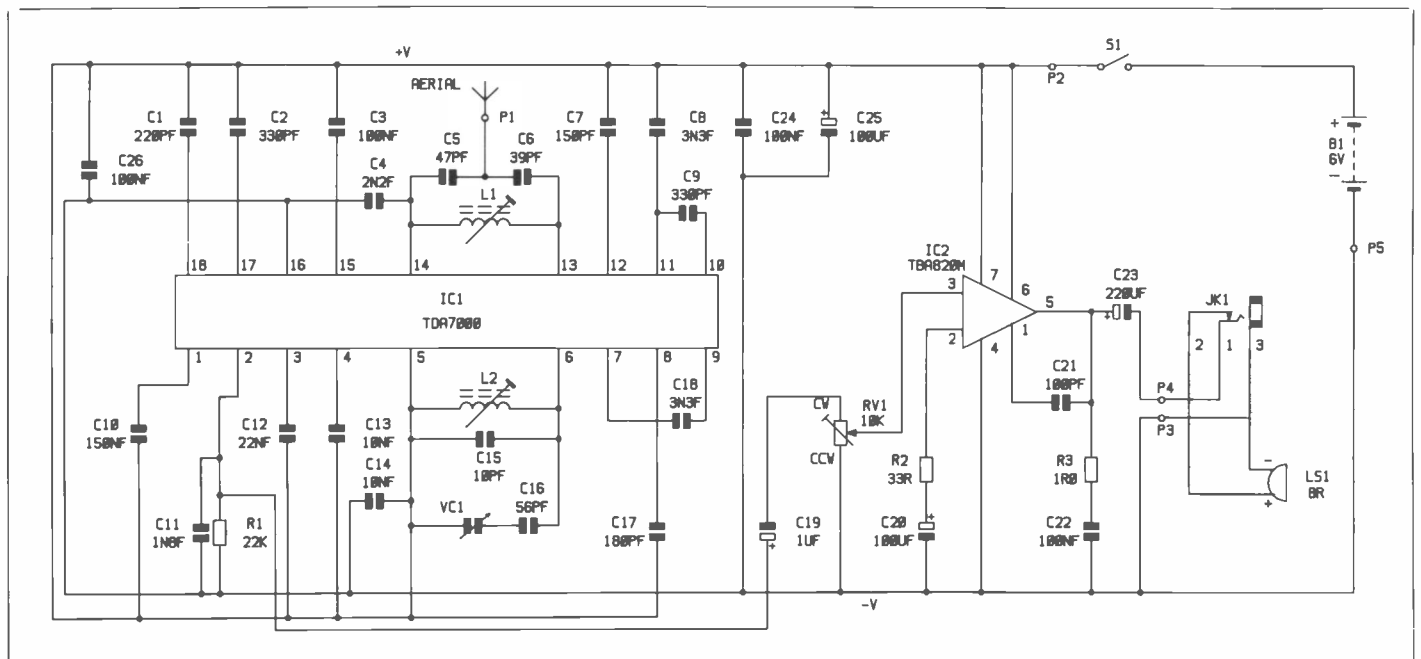 +V
S1
P2
AERIAL
P1
C1
220PF
C2
330PF
C3
100NF
C5
47PF
C6
39PF
C7
150PF
C8
3N3F
C24
100NF
C25
100UF
+
+
B1
6V
-
C26
100NF
C4
2N2F
L1
C9
330PF
P5
18 17 16 15 14 13 12 11 10
IC1
TDA7000
1 2 3 4 5 6 7 8 9
IC2
TBA820M
3
2
7
6
5
1
4
C23
220UF
+
JK1
2 1 3
L2
C18
3N3F
C21
100PF
P4
P3
C10
150NF
C12
22NF
C13
10NF
C14
10NF
C15
10PF
CW
RV1
10K
CCW
R2
33R
R3
1R0
-
LS1
8R
+
C11
1N8F
R1
22K
VC1
C16
56PF
C17
180PF
C19
1UF
+
C20
100UF
+
C22
100NF
-V